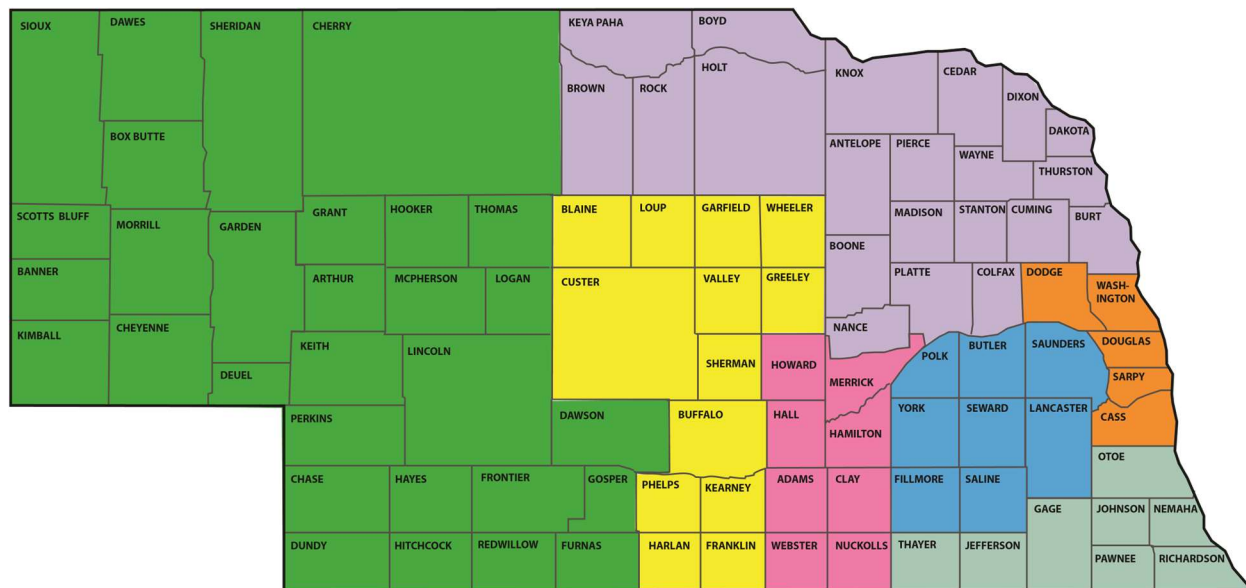 SIOUX
DAWES
SHERIDAN
CHERRY
KEYA PAHA
BOYD
HOLT
KNOX
CEDAR
DIXON
DAKOTA
BROWN
ROCK
BOX BUTTE
ANTELOPE
PIERCE
WAYNE
THURSTON
SCOTTS BLUFF
MORRILL
GARDEN
GRANT
HOOKER
THOMAS
BLAINE
LOUP
GARFIELD
WHEELER
MADISON
STANTON
CUMING
BURT
BOONE
BANNER
ARTHUR
MCPHERSON
LOGAN
CUSTER
VALLEY
GREELEY
PLATTE
COLFAX
DODGE
WASH-
INGTON
KIMBALL
CHEYENNE
KEITH
LINCOLN
NANCE
DEUEL
SHERMAN
HOWARD
MERRICK
POLK
BUTLER
SAUNDERS
DOUGLAS
SARPY
PERKINS
DAWSON
BUFFALO
HALL
HAMILTON
YORK
SEWARD
LANCASTER
CASS
OTOE
CHASE
HAYES
FRONTIER
GOSPER
PHELPS
KEARNEY
ADAMS
CLAY
FILLMORE
SALINE
GAGE
JOHNSON
NEMAHA
DUNDY
HITCHCOCK
REDWILLOW
FURNAS
HARLAN
FRANKLIN
WEBSTER
NUCKOLLS
THAYER
JEFFERSON
PAWNEE
RICHARDSON